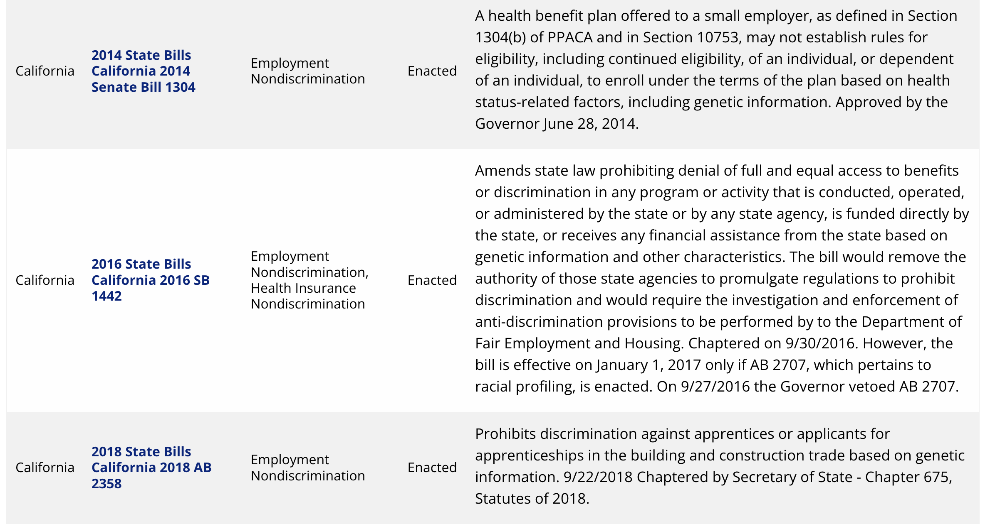 California
2014 State Bills
California 2014
Senate Bill 1304
Employment
Nondiscrimination
Enacted
A health benefit plan offered to a small employer, as defined in Section
1304(b) of PPACA and in Section 10753, may not establish rules for
eligibility, including continued eligibility, of an individual, or dependent
of an individual, to enroll under the terms of the plan based on health
status-related factors, including genetic information. Approved by the
Governor June 28, 2014.
California
2016 State Bills
California 2016 SB
1442
Employment
Nondiscrimination,
Health Insurance
Nondiscrimination
Enacted
Amends state law prohibiting denial of full and equal access to benefits
or discrimination in any program or activity that is conducted, operated,
or administered by the state or by any state agency, is funded directly by
the state, or receives any financial assistance from the state based on
genetic information and other characteristics. The bill would remove the
authority of those state agencies to promulgate regulations to prohibit
discrimination and would require the investigation and enforcement of
anti-discrimination provisions to be performed by to the Department of
Fair Employment and Housing. Chaptered on 9/30/2016. However, the
bill is effective on January 1, 2017 only if AB 2707, which pertains to
racial profiling, is enacted. On 9/27/2016 the Governor vetoed AB 2707.
California
2018 State Bills
California 2018 AB
2358
Employment
Nondiscrimination
Enacted
Prohibits discrimination against apprentices or applicants for
apprenticeships in the building and construction trade based on genetic
information. 9/22/2018 Chaptered by Secretary of State - Chapter 675,
Statutes of 2018.